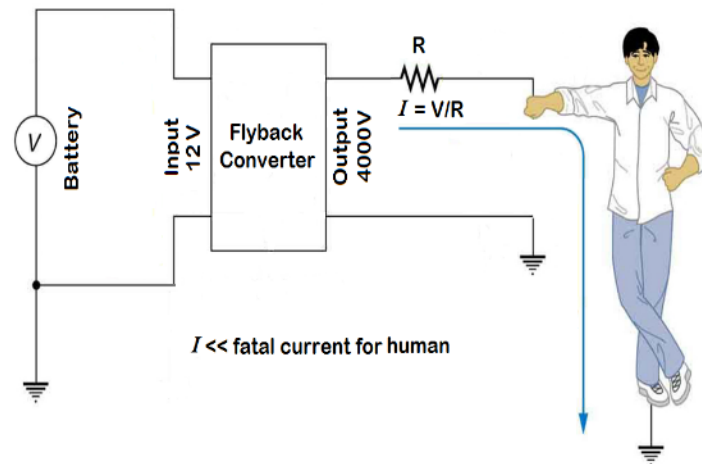 R
I = V/R
V
Battery
Input
12 V
Flyback
Converter
Output
4000V
I << fatal current for human